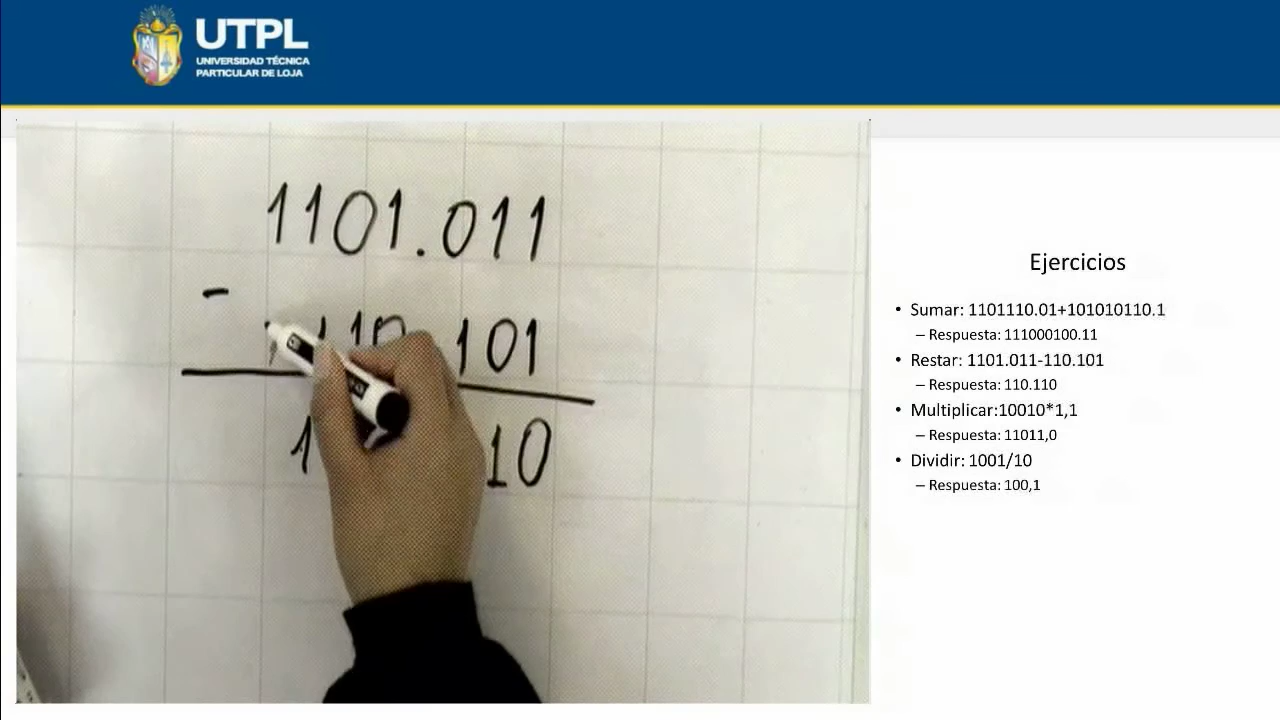 UTPL
UNIVERSIDAD TÉCNICA
PARTICULAR DE LOJA
1101.011
-
110 101
1
10
Ejercicios
• Sumar: 1101110.01+101010110.1
– Respuesta: 111000100.11
• Restar: 1101.011-110.101
– Respuesta: 110.110
• Multiplicar:10010*1,1
– Respuesta: 11011,0
• Dividir: 1001/10
– Respuesta: 100,1